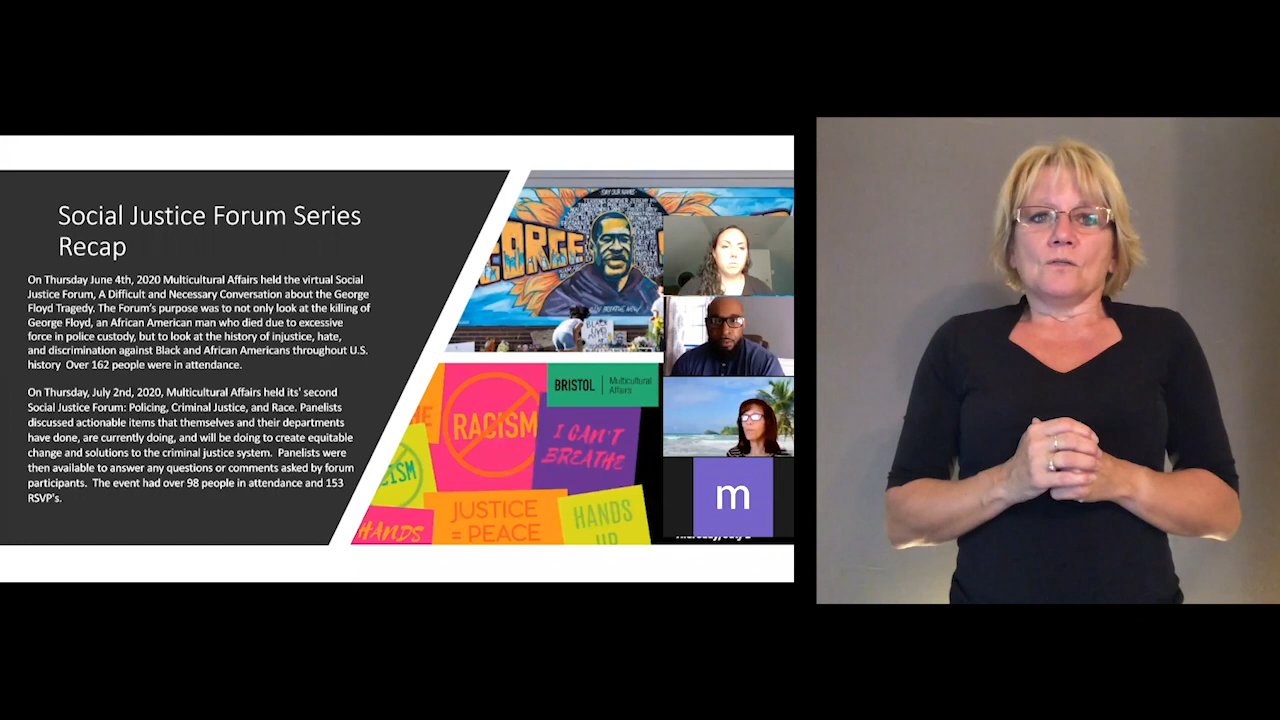 Social Justice Forum Series
Recap
On Thursday June 4th, 2020 Multicultural Affairs held the virtual Social
Justice Forum, A Difficult and Necessary Conversation about the George
Floyd Tragedy. The Forum's purpose was to not only look at the killing of
George Floyd, an African American man who died due to excessive
force in police custody, but to look at the history of injustice, hate,
and discrimination against Black and African Americans throughout U.S.
history Over 162 people were in attendance.
On Thursday, July 2nd, 2020, Multicultural Affairs held its' second
Social Justice Forum: Policing, Criminal Justice, and Race. Panelists
discussed actionable items that themselves and their departments
have done, are currently doing, and will be doing to create equitable
change and solutions to the criminal justice system. Panelists were
then available to answer any questions or comments asked by forum
participants. The event had over 98 people in attendance and 153
RSVP's.
SAY OUR NAMES
GEORGE
I CAN BREATHE NOW!
BLACK
BRISTOL
Multicultural
Affairs
RACISM
I CAN'T
BREATHE
CISM
JUSTICE
= PEACE
HANDS
UP
HANDS
m